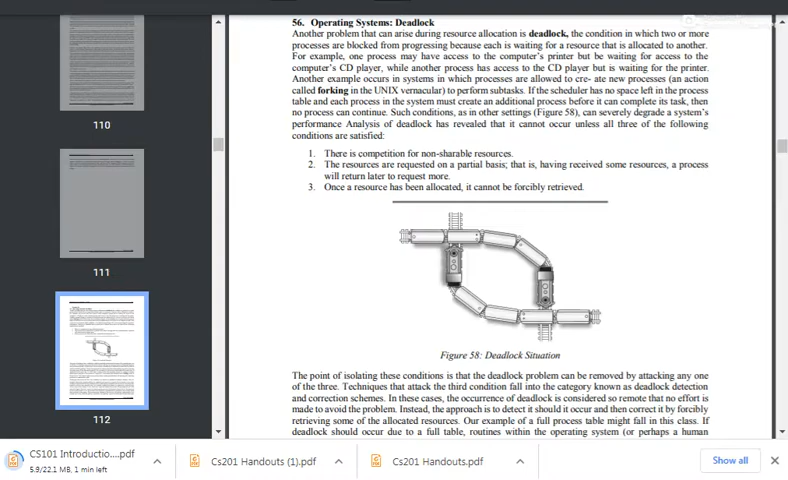 56. Operating Systems: Deadlock
Another problem that can arise during resource allocation is deadlock, the condition in which two or more
processes are blocked from progressing because each is waiting for a resource that is allocated to another.
For example, one process may have access to the computer's printer but be waiting for access to the
computer's CD player, while another process has access to the CD player but is waiting for the printer.
Another example occurs in systems in which processes are allowed to cre- ate new processes (an action
called forking in the UNIX vernacular) to perform subtasks. If the scheduler has no space left in the process
table and each process in the system must create an additional process before it can complete its task, then
no process can continue. Such conditions, as in other settings (Figure 58), can severely degrade a system's
performance Analysis of deadlock has revealed that it cannot occur unless all three of the following
conditions are satisfied:
1. There is competition for non-sharable resources.
2. The resources are requested on a partial basis; that is, having received some resources, a process
will return later to request more.
3. Once a resource has been allocated, it cannot be forcibly retrieved.
Figure 58: Deadlock Situation
The point of isolating these conditions is that the deadlock problem can be removed by attacking any one
of the three. Techniques that attack the third condition fall into the category known as deadlock detection
and correction schemes. In these cases, the occurrence of deadlock is considered so remote that no effort is
made to avoid the problem. Instead, the approach is to detect it should it occur and then correct it by forcibly
retrieving some of the allocated resources. Our example of a full process table might fall in this class. If
deadlock should occur due to a full table, routines within the operating system (or perhaps a human
110
111
112
CS101 Introductio....pdf
5.9/22.1 MB, 1 min left
Cs201 Handouts (1).pdf
Cs201 Handouts.pdf
Show all